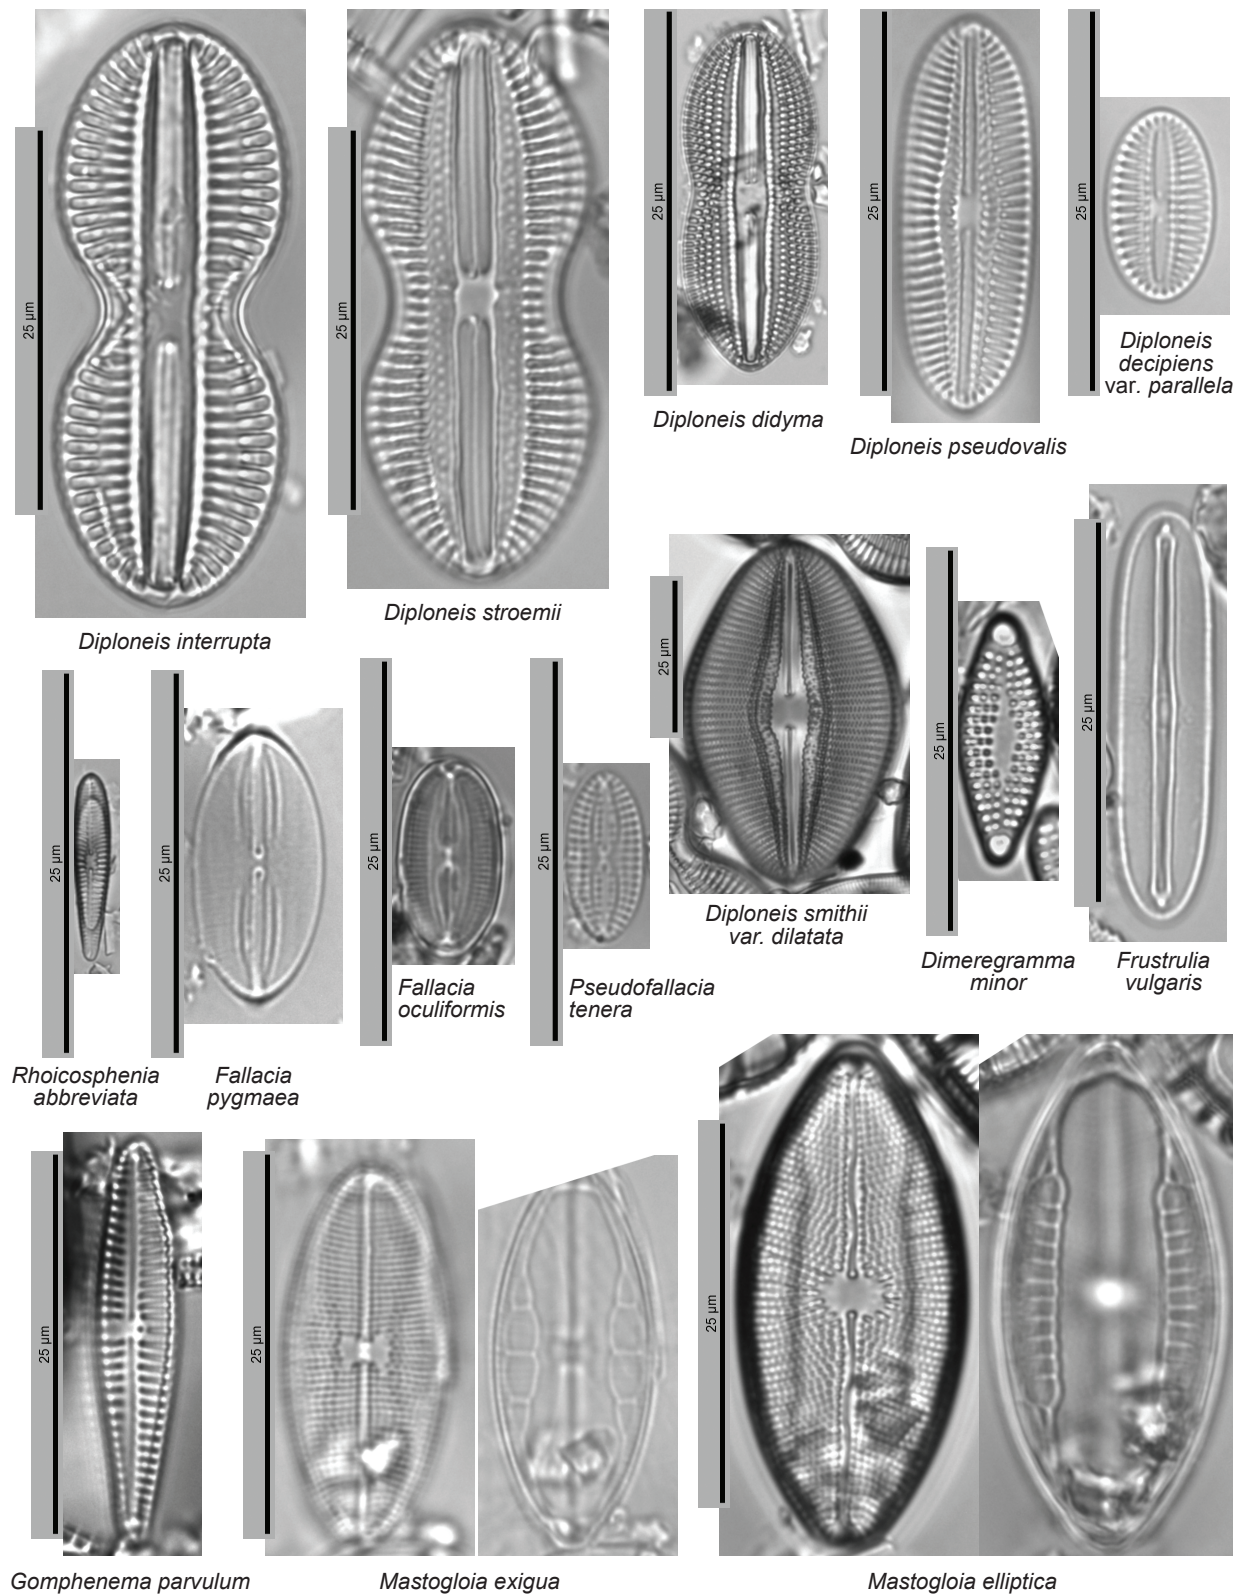 25 µm
25 µm
25 µm
25 µm
25 µm
Diploneis
decipiens
var. parallela
Diploneis didyma
Diploneis pseudovalis
Diploneis stroemii
Diploneis interrupta
25 µm
25 µm
25 µm
25 µm
25 µm
25 µm
25 µm
Diploneis smithii
var. dilatata
Dimeregramma
minor
Frustrulia
vulgaris
Fallacia
oculiformis
Pseudofallacia
tenera
Rhoicosphenia
abbreviata
Fallacia
pygmaea
25 µm
25 µm
25 µm
Gomphenema parvulum
Mastogloia exigua
Mastogloia elliptica